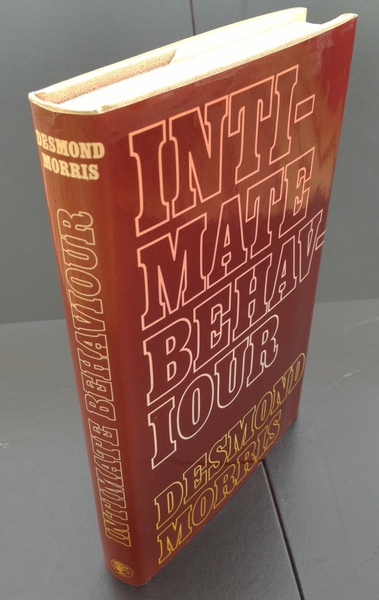 DESMOND
MORRIS
INTIMATE BEHAVIOUR
INTI-
MATE
BEHAV-
IOUR
DESMOND
MORRIS